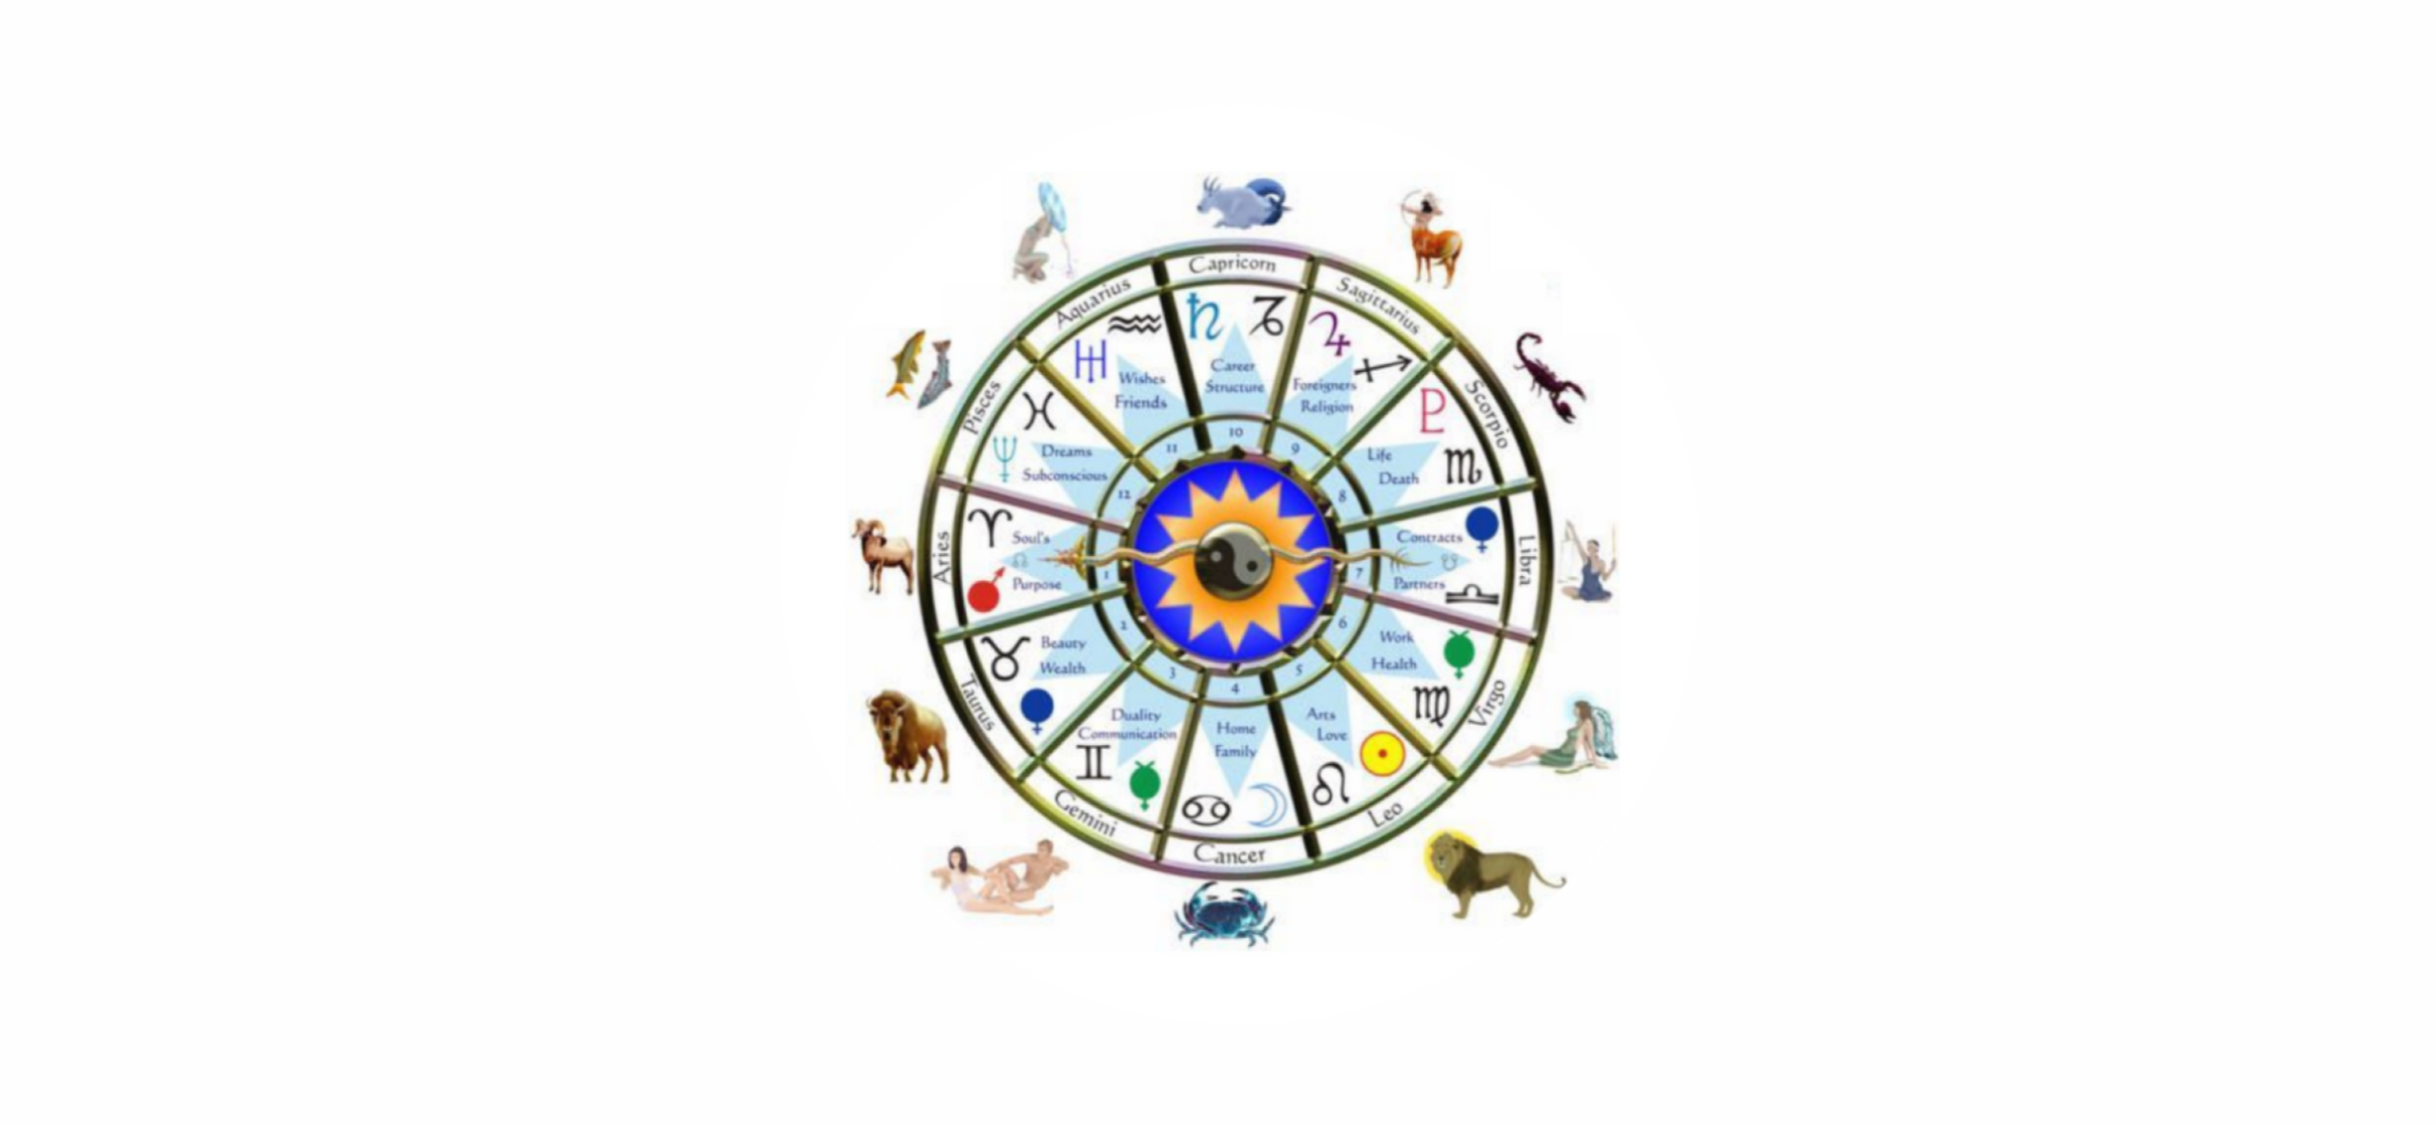 Capricorn
Sagittarius
Scorpio
Libra
Virgo
Leo
Cancer
Gemini
Taurus
Aries
Pisces
Aquarius
Career
Structure
10
Foreigners
Religion
9
Life
Death
8
Contracts
Partners
7
Work
Health
6
Arts
Love
5
Home
Family
4
Duality
Communication
3
Beauty
Wealth
2
Soul's
Purpose
1
Dreams
Subconscious
12
Wishes
Friends
11